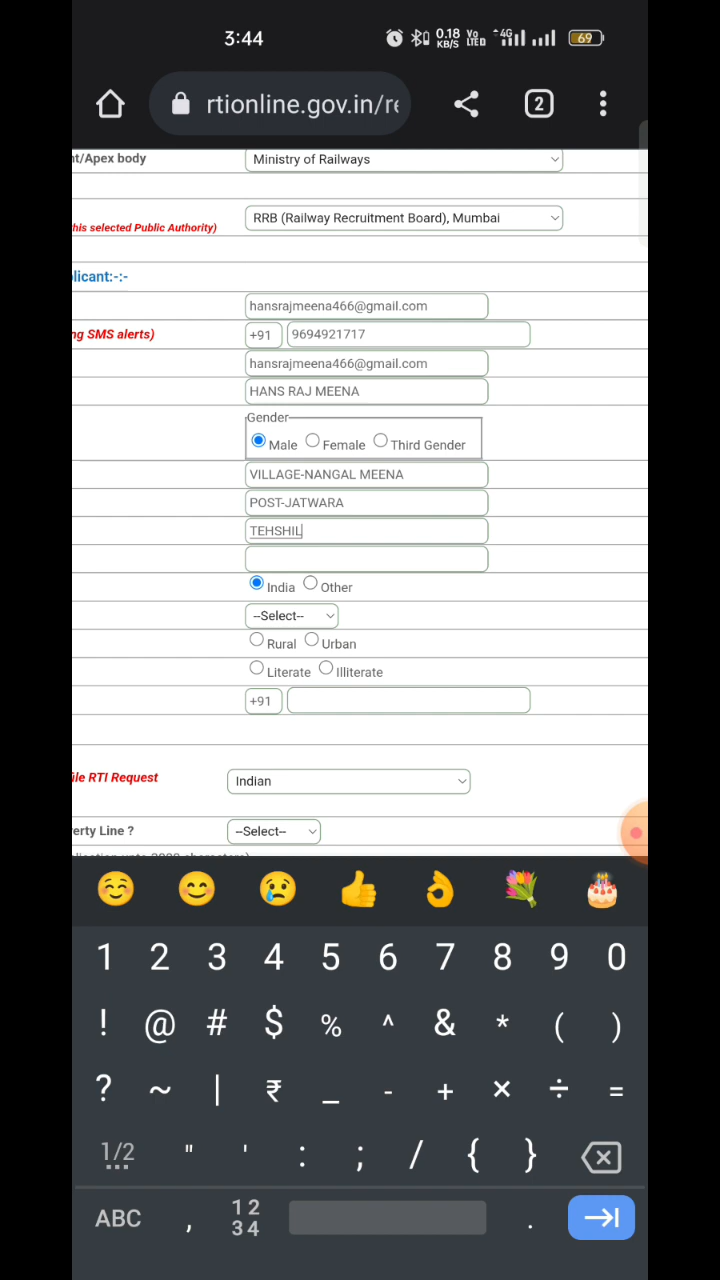 3:44 0.18 KB/S Vo LTED 4G 69
rtionline.gov.in/re 2
nt/Apex body Ministry of Railways
his selected Public Authority) RRB (Railway Recruitment Board), Mumbai
plicant:-:-
hansrajmeena466@gmail.com
ng SMS alerts) +91 9694921717
hansrajmeena466@gmail.com
HANS RAJ MEENA
Gender
Male Female Third Gender
VILLAGE-NANGAL MEENA
POST-JATWARA
TEHSHIL
India Other
--Select--
Rural Urban
Literate Illiterate
+91
ile RTI Request Indian
erty Line ? --Select--
1 2 3 4 5 6 7 8 9 0
! @ # $ % ^ & * ( )
? ~ | ₹ _ - + × ÷ =
1/2 " ' : ; / { }
ABC , 12 34 .